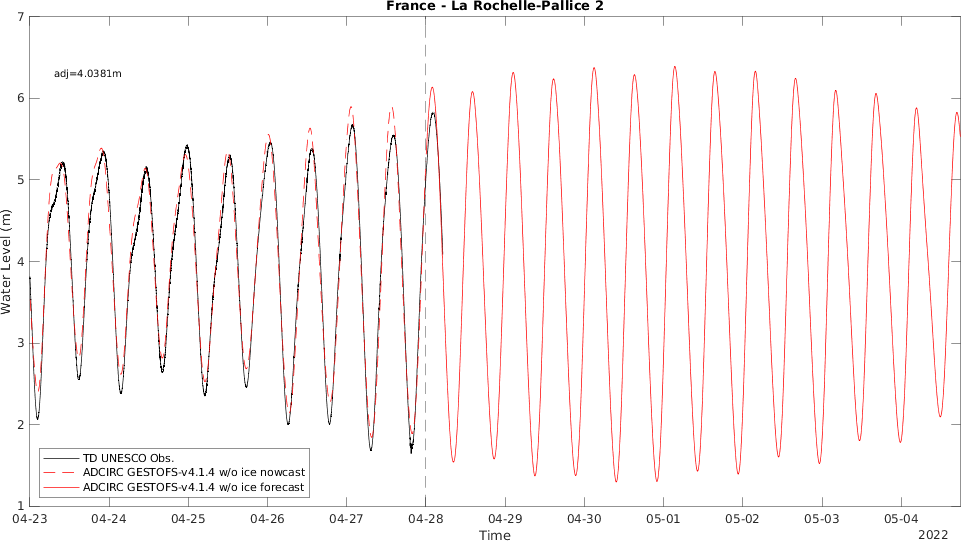 France - La Rochelle-Pallice 2
7
adj=4.0381m
6
5
Water Level (m)
4
3
2
TD UNESCO Obs.
ADCIRC GESTOFS-v4.1.4 w/o ice nowcast
ADCIRC GESTOFS-v4.1.4 w/o ice forecast
1
04-23 04-24 04-25 04-26 04-27 04-28 04-29 04-30 05-01 05-02 05-03 05-04
Time
2022